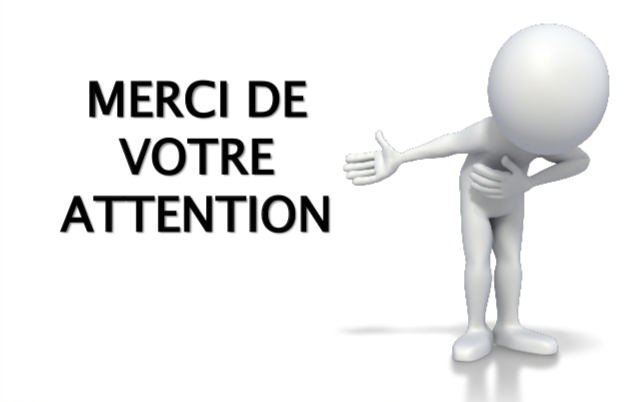 MERCI DE
VOTRE
ATTENTION